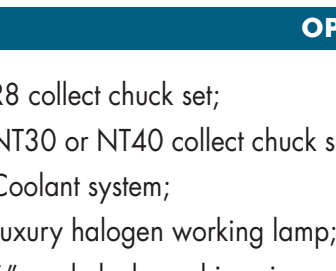 OP
R8 collect chuck set;
NT30 or NT40 collect chuck s
Coolant system;
uxury halogen working lamp;